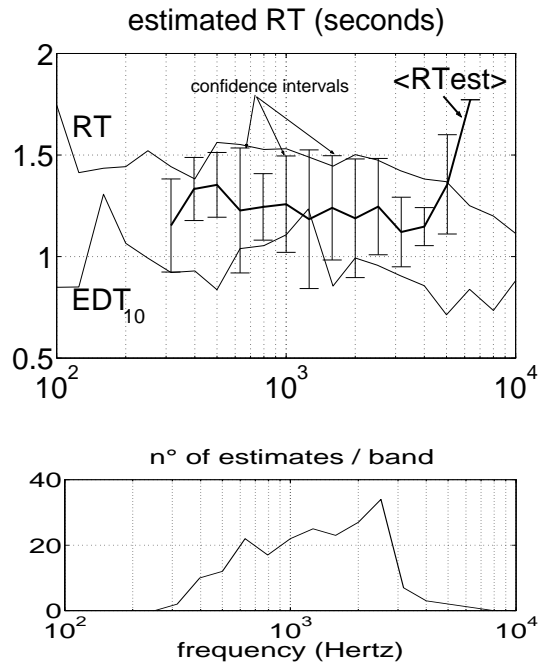 estimated RT (seconds)
2
1.5
1
0.5
confidence intervals
<RTest>
RT
EDT10
10^2
10^3
10^4
n° of estimates / band
40
20
0
10^2
10^3
10^4
frequency (Hertz)